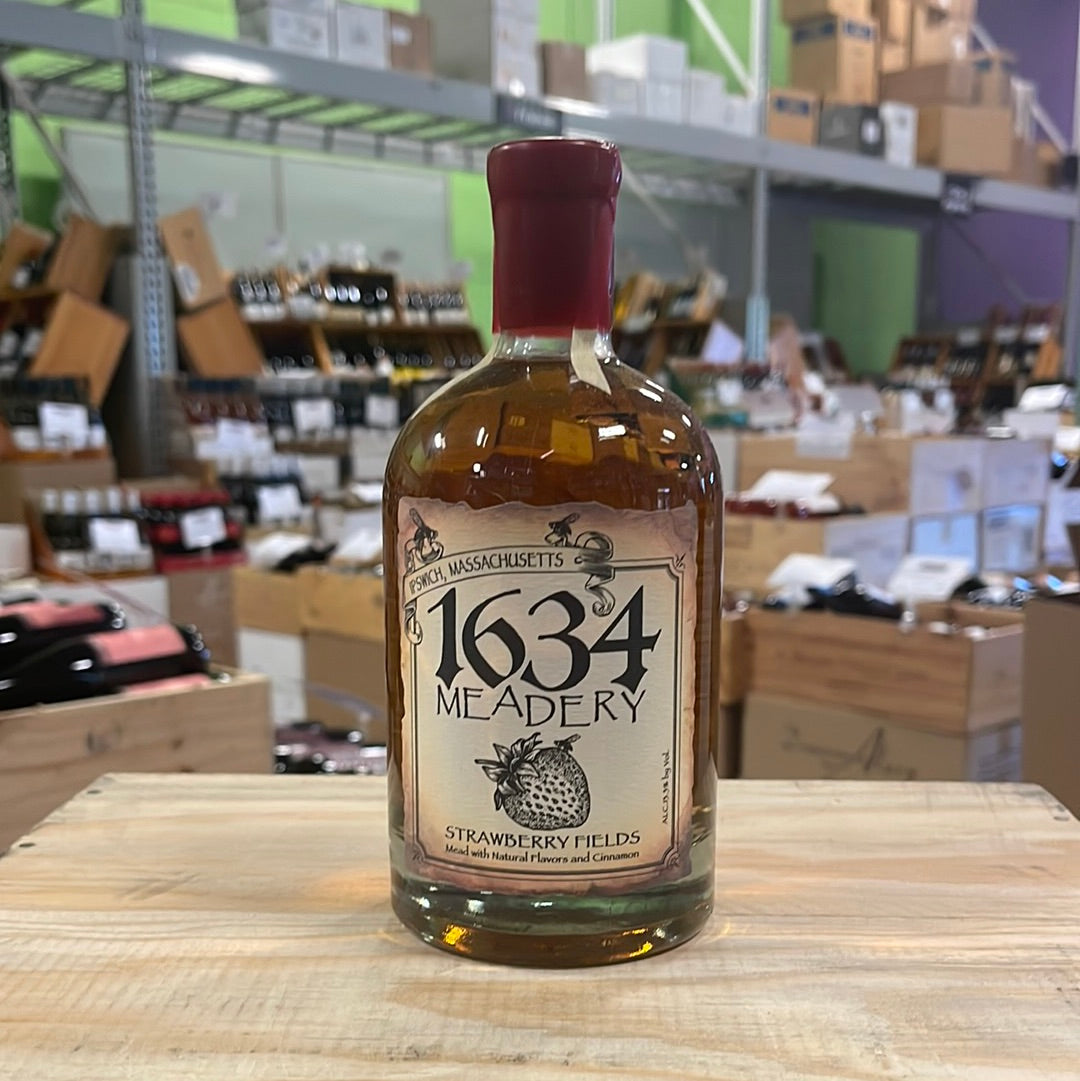 IPSWICH, MASSACHUSETTS
1634
MEADERY
STRAWBERRY FIELDS
Mead with Natural Flavors and Cinnamon